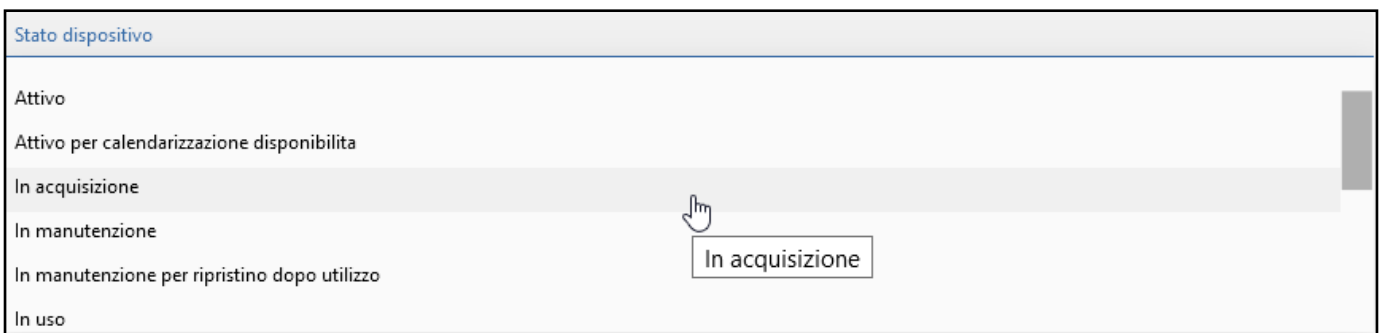 Stato dispositivo
Attivo
Attivo per calendarizzazione disponibilita
In acquisizione
In manutenzione
In acquisizione
In manutenzione per ripristino dopo utilizzo
In uso